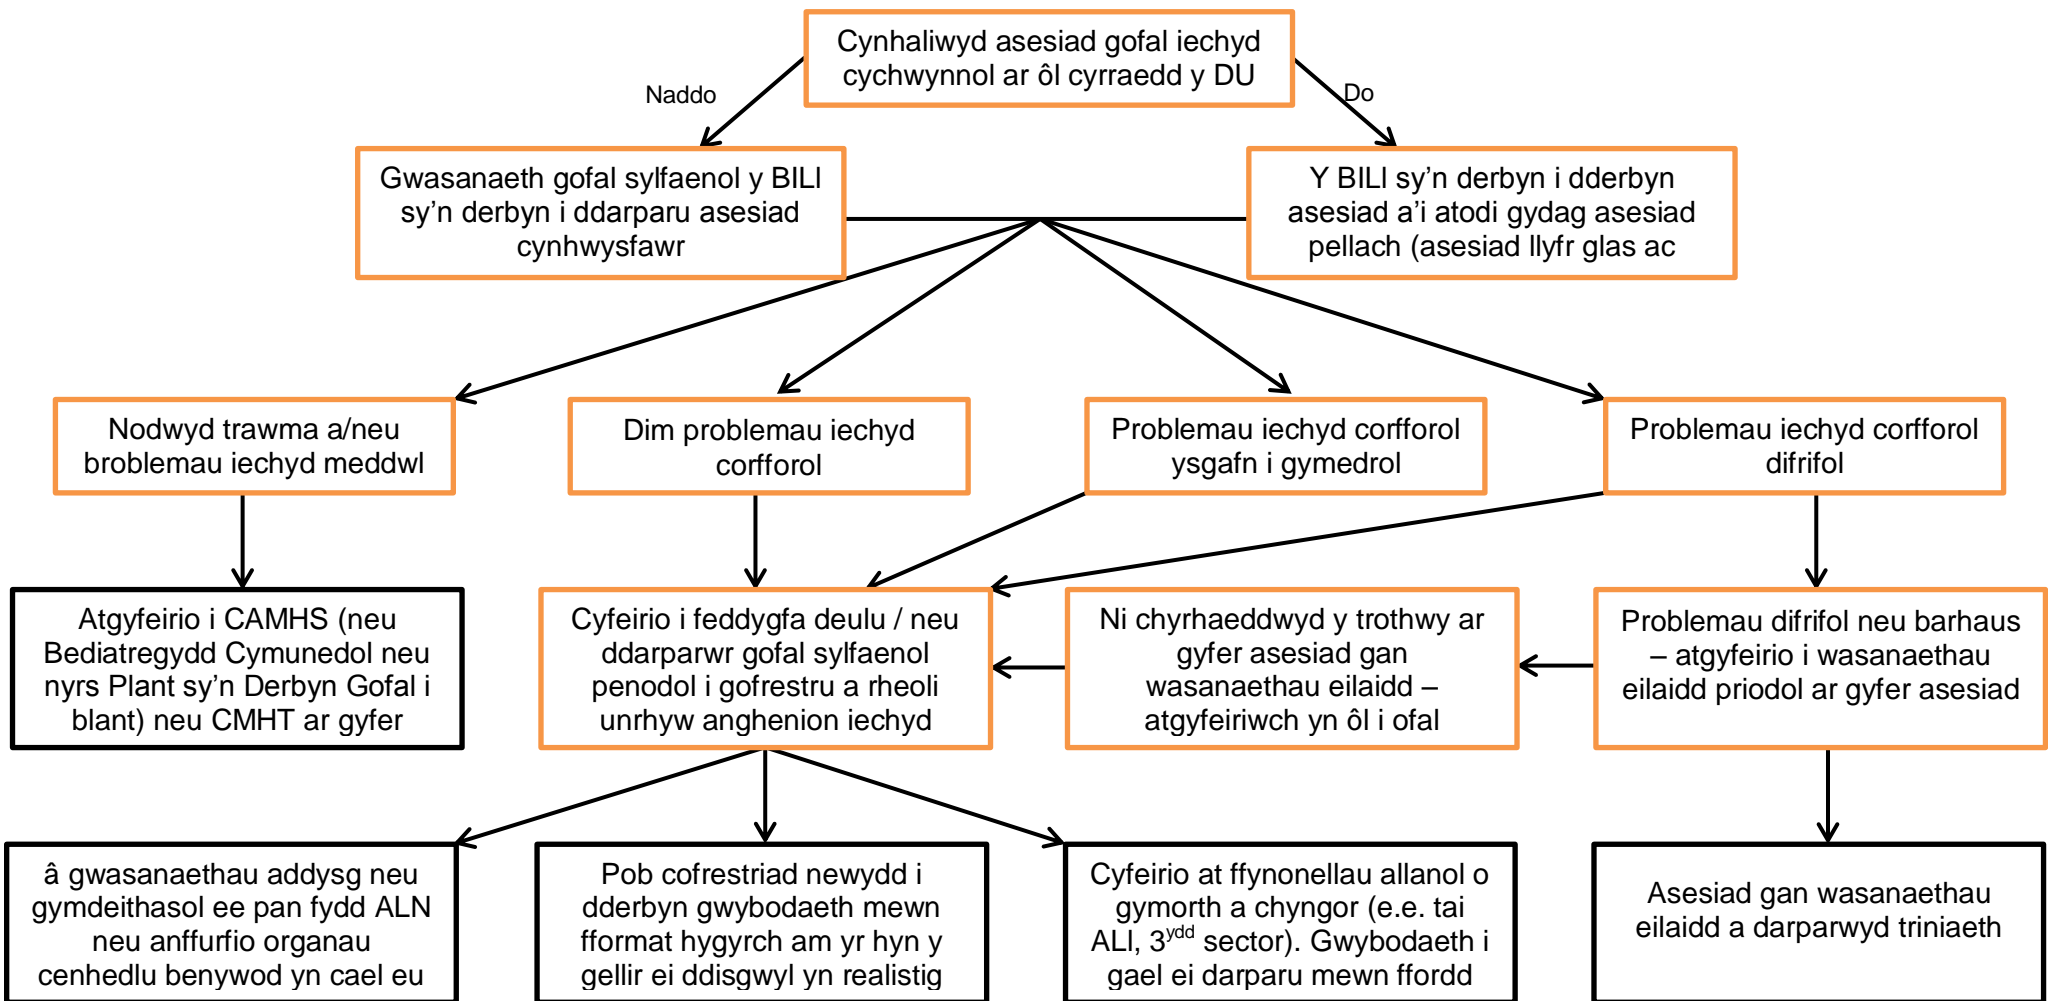 Cynhaliwyd asesiad gofal iechyd
cychwynnol ar ôl cyrraedd y DU
Naddo
Do
Gwasanaeth gofal sylfaenol y BILl
sy’n derbyn i ddarparu asesiad
cynhwysfawr
Y BILl sy’n derbyn i dderbyn
asesiad a’i atodi gydag asesiad
pellach (asesiad llyfr glas ac
Nodwyd trawma a/neu
broblemau iechyd meddwl
Dim problemau iechyd
corfforol
Problemau iechyd corfforol
ysgafn i gymedrol
Problemau iechyd corfforol
difrifol
Atgyfeirio i CAMHS (neu
Bediatregydd Cymunedol neu
nyrs Plant sy’n Derbyn Gofal i
blant) neu CMHT ar gyfer
Cyfeirio i feddygfa deulu / neu
ddarparwr gofal sylfaenol
penodol i gofrestru a rheoli
unrhyw anghenion iechyd
Ni chyrhaeddwyd y trothwy ar
gyfer asesiad gan
wasanaethau eilaidd –
atgyfeiriwch yn ôl i ofal
Problemau difrifol neu barhaus
– atgyfeirio i wasanaethau
eilaidd priodol ar gyfer asesiad
â gwasanaethau addysg neu
gymdeithasol ee pan fydd ALN
neu anffurfio organau
cenhedlu benywod yn cael eu
Pob cofrestriad newydd i
dderbyn gwybodaeth mewn
fformat hygyrch am yr hyn y
gellir ei ddisgwyl yn realistig
Cyfeirio at ffynonellau allanol o
gymorth a chyngor (e.e. tai
ALl, 3ydd sector). Gwybodaeth i
gael ei darparu mewn ffordd
Asesiad gan wasanaethau
eilaidd a darparwyd triniaeth